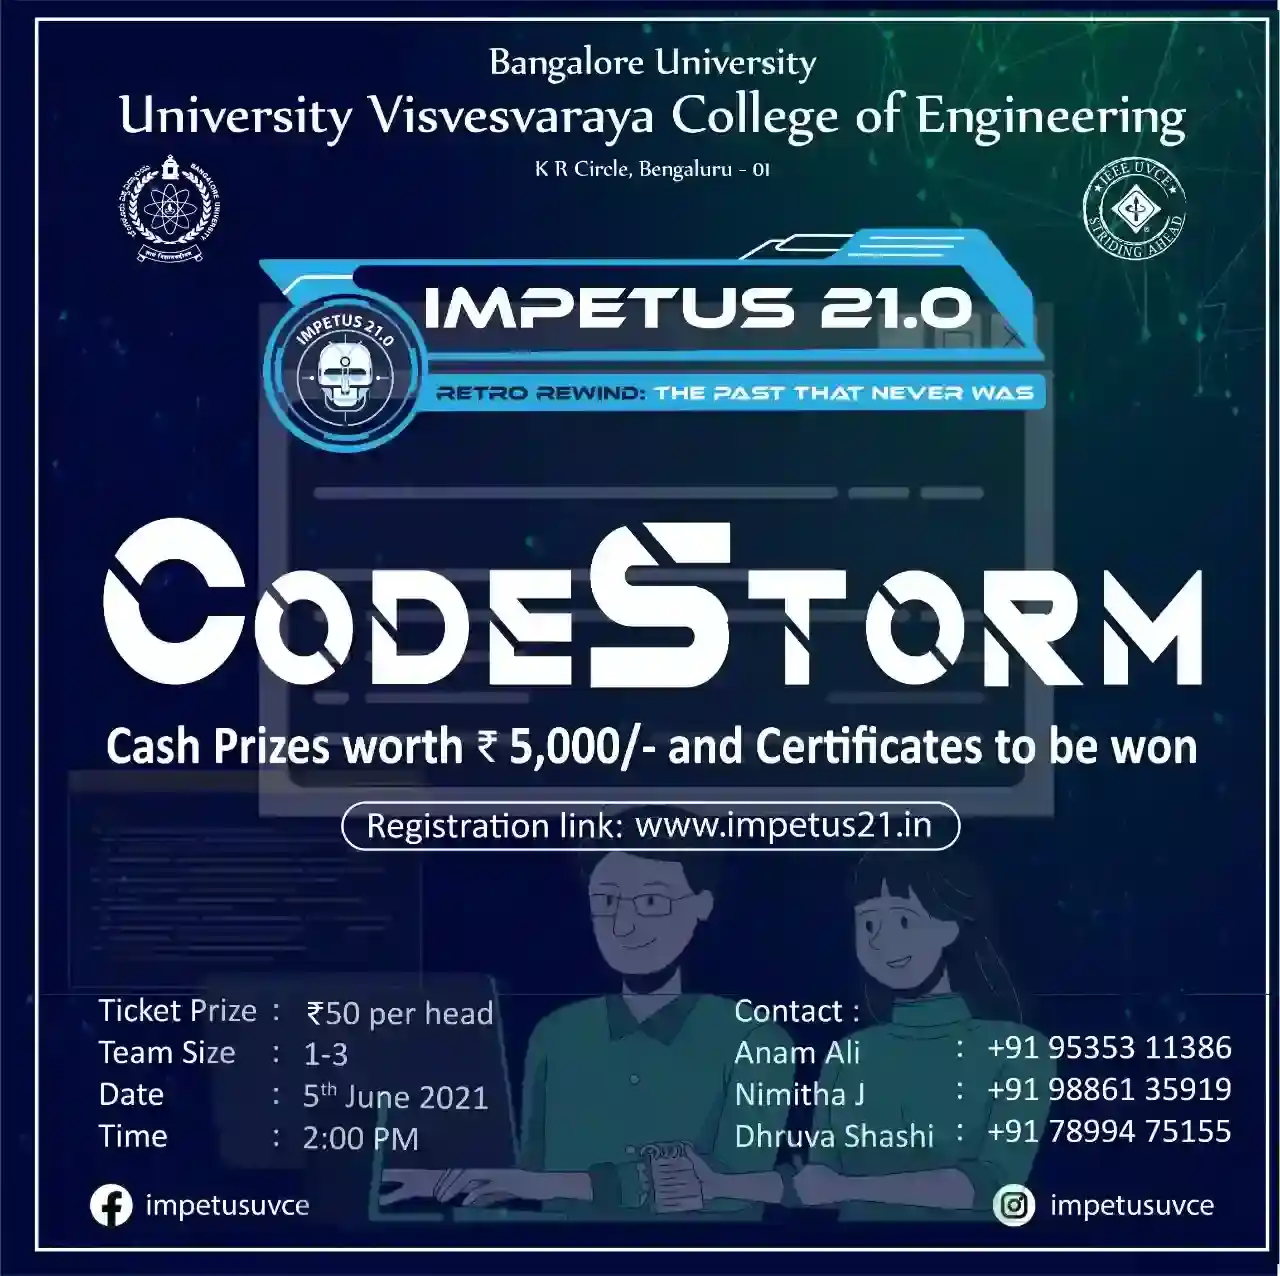 Bangalore University
University Visvesvaraya College of Engineering
K R Circle, Bengaluru - 01
BANGALORE UNIVERSITY
IEEE UVCE
STRIDING AHEAD
IMPETUS 21.0
IMPETUS 21.0
RETRO REWIND: THE PAST THAT NEVER WAS
CODESTORM
Cash Prizes worth ₹ 5,000/- and Certificates to be won
Registration link: www.impetus21.in
Ticket Prize : ₹50 per head
Team Size : 1-3
Date : 5th June 2021
Time : 2:00 PM
Contact :
Anam Ali : +91 95353 11386
Nimitha J : +91 98861 35919
Dhruva Shashi : +91 78994 75155
impetusuvce
impetusuvce